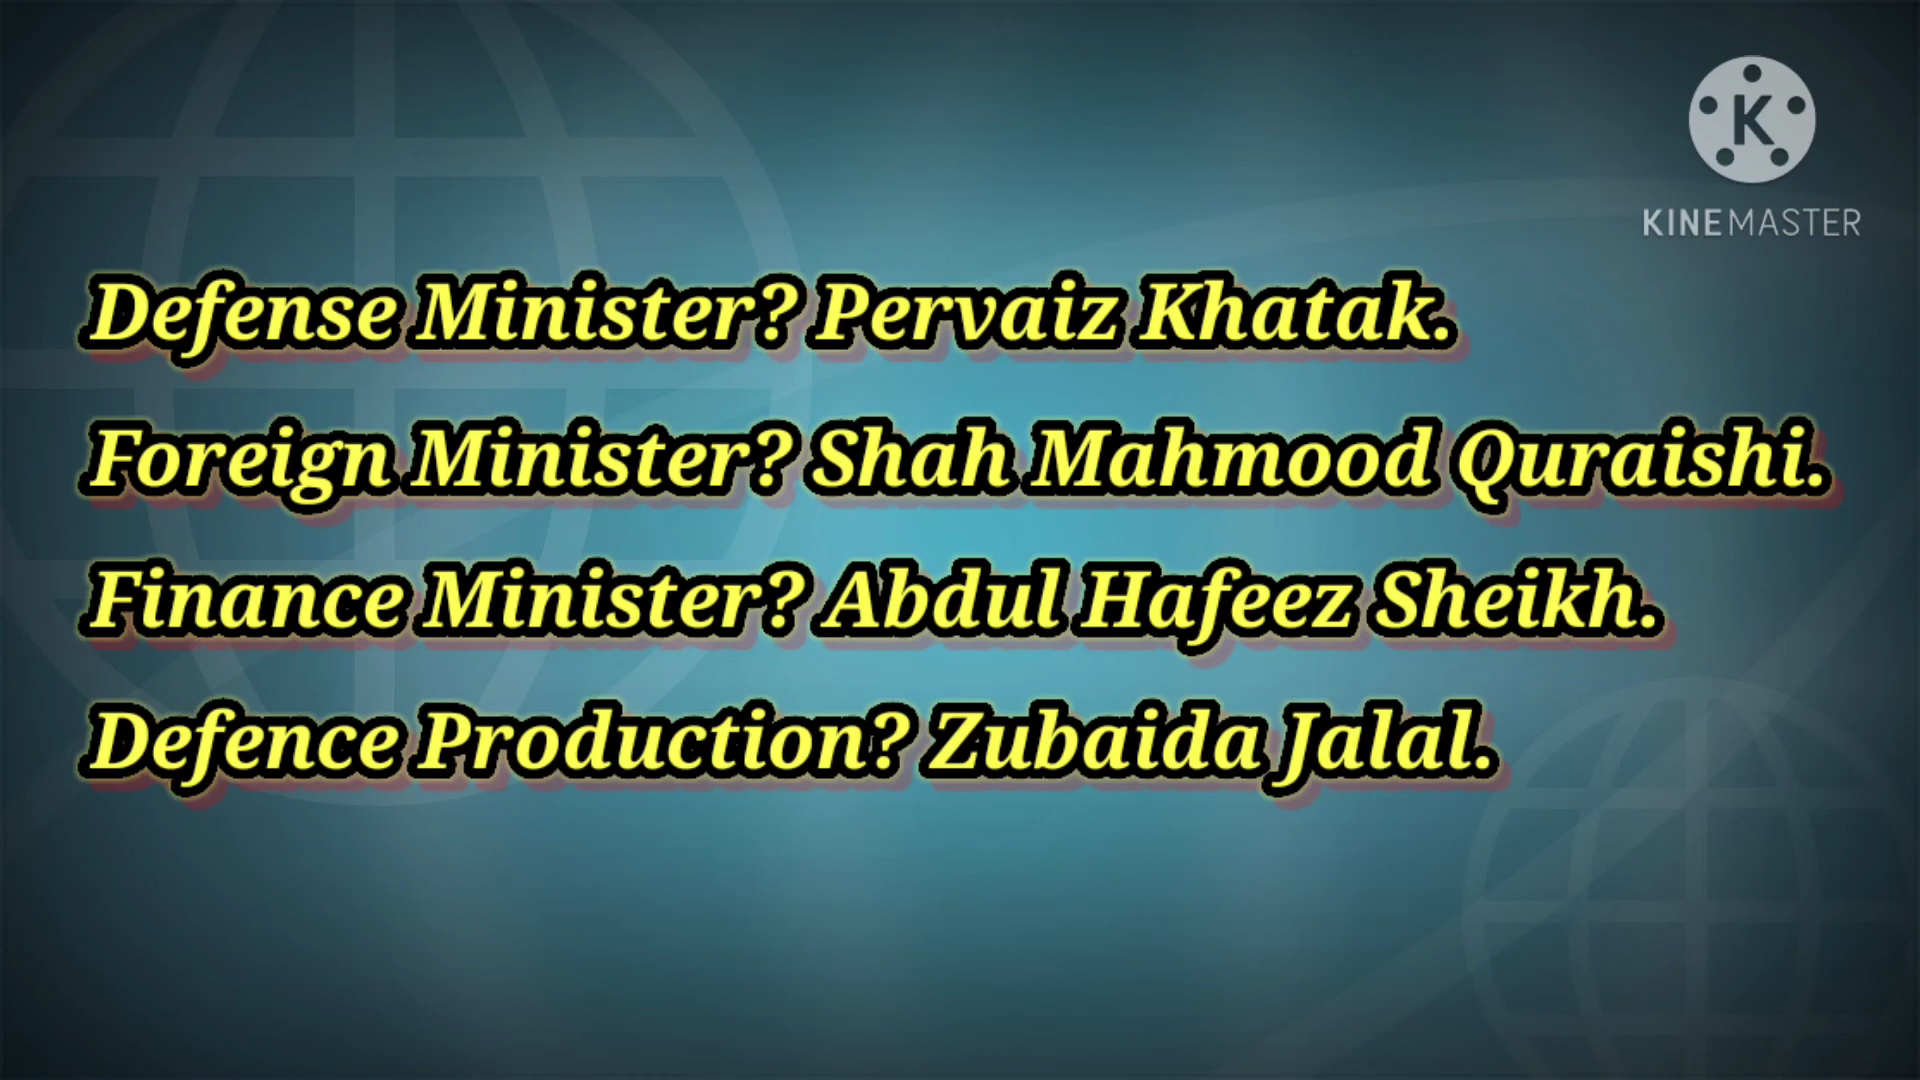 K
KINEMASTER
Defense Minister? Pervaiz Khatak.
Foreign Minister? Shah Mahmood Quraishi.
Finance Minister? Abdul Hafeez Sheikh.
Defence Production? Zubaida Jalal.